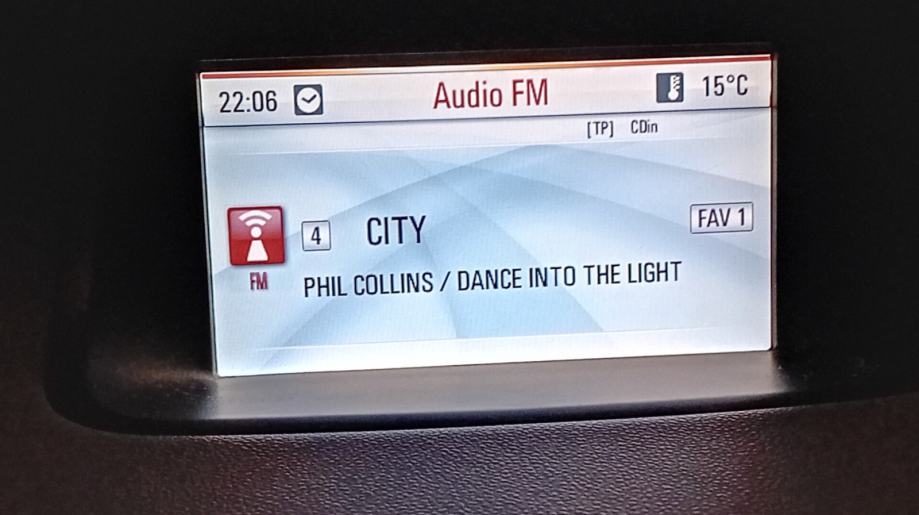 22:06 Audio FM 15°C
[TP] CDin
4 CITY FAV 1
FM PHIL COLLINS / DANCE INTO THE LIGHT